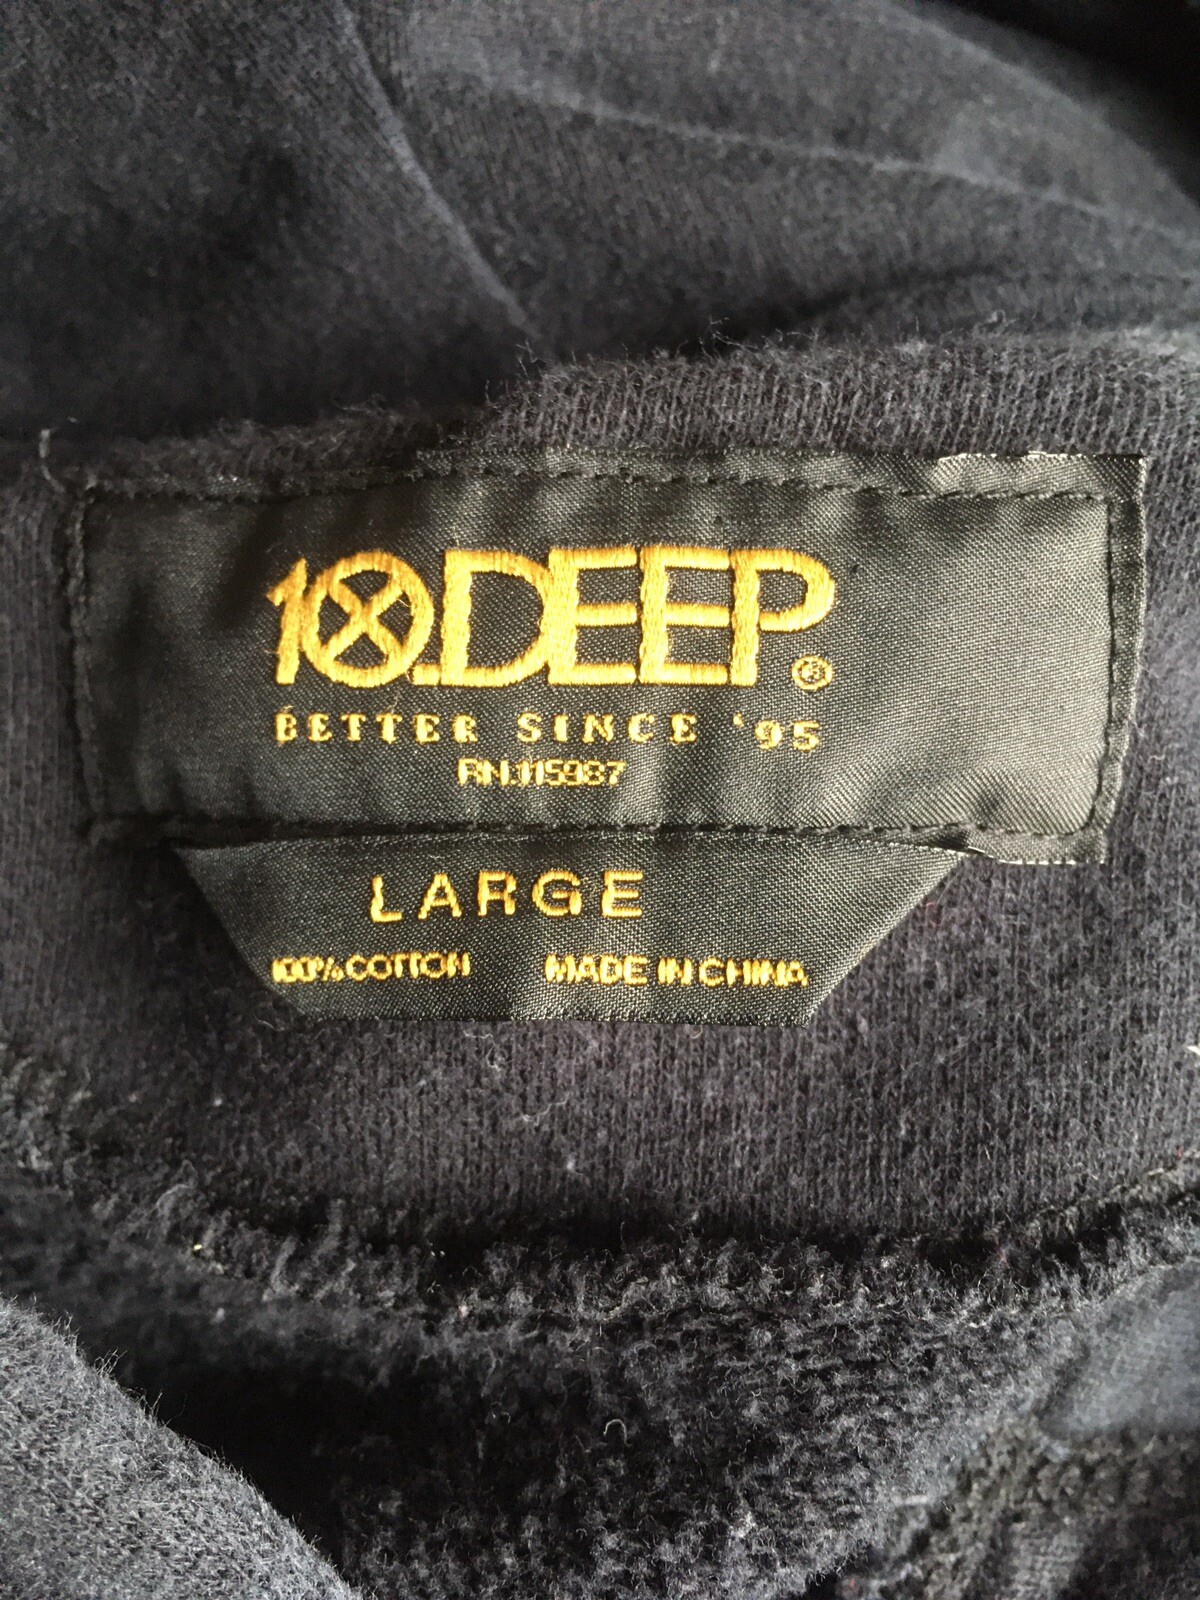 10.DEEP®
BETTER SINCE '95
RN.115987
LARGE
100% COTTON MADE IN CHINA